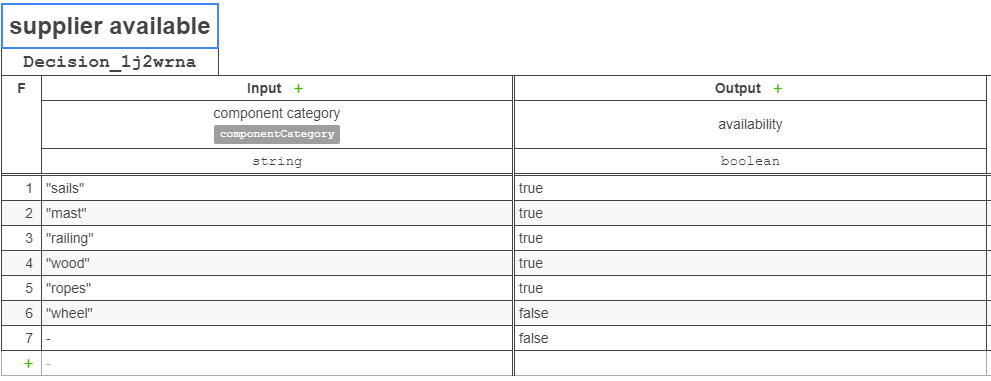 supplier available
Decision_1j2wrna
F Input + Output +
component category
componentCategory
availability
string boolean
1 "sails" true
2 "mast" true
3 "railing" true
4 "wood" true
5 "ropes" true
6 "wheel" false
7 - false
+ -